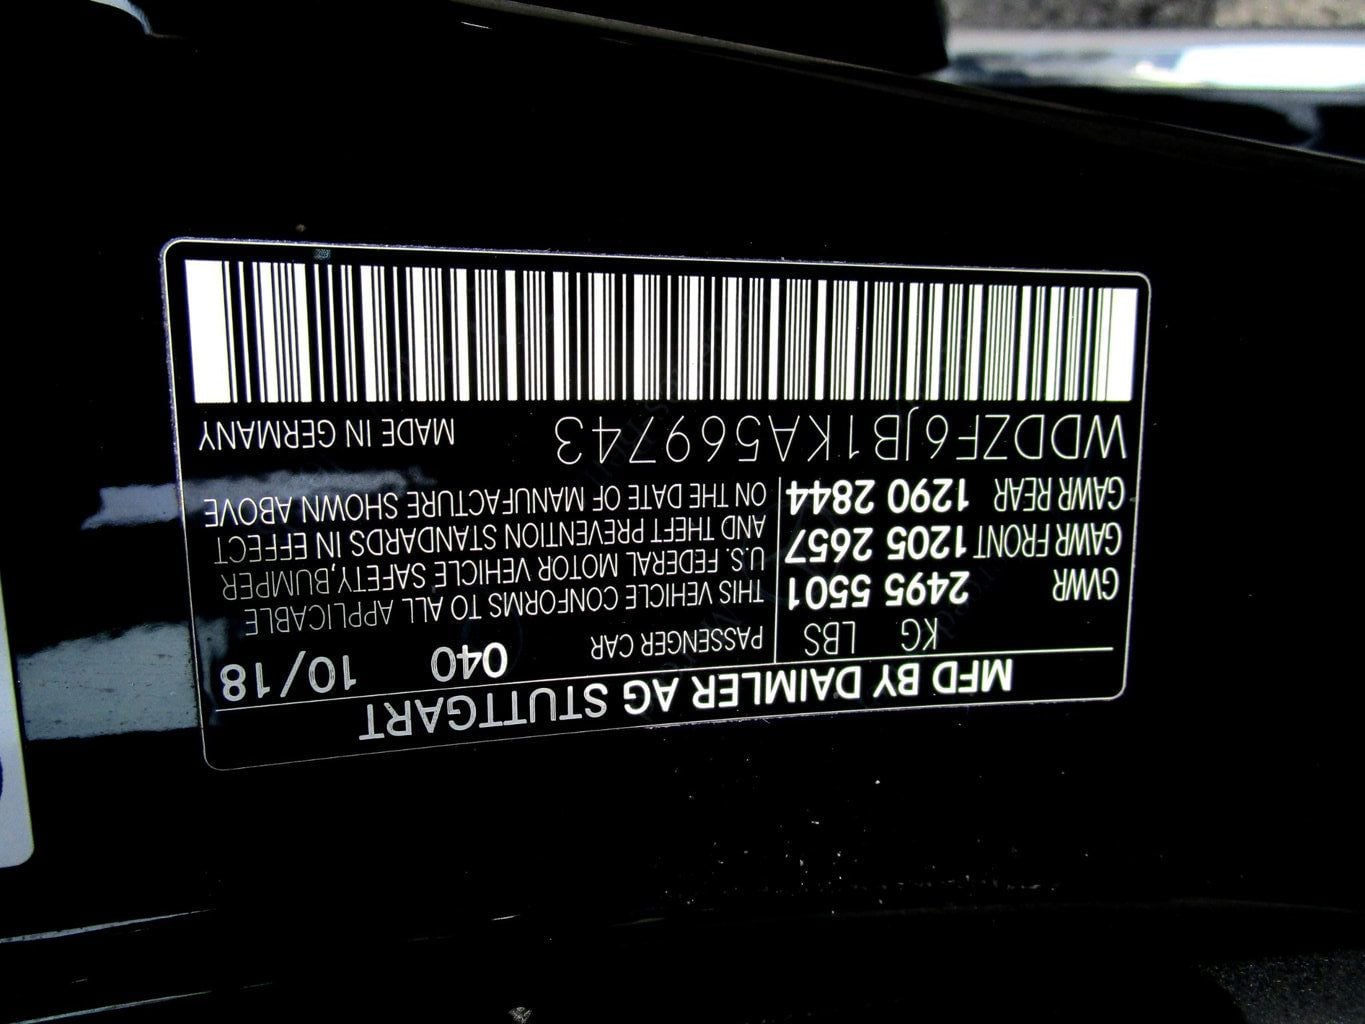 MFD BY DAIMLER AG STUTTGART
KG LBS PASSENGER CAR 040 10/18
GVWR 2495 5501
GAWR FRONT 1205 2657
GAWR REAR 1290 2844
THIS VEHICLE CONFORMS TO ALL APPLICABLE
U.S. FEDERAL MOTOR VEHICLE SAFETY,BUMPER
AND THEFT PREVENTION STANDARDS IN EFFECT
ON THE DATE OF MANUFACTURE SHOWN ABOVE
WDDZF6JB1KA569743 MADE IN GERMANY